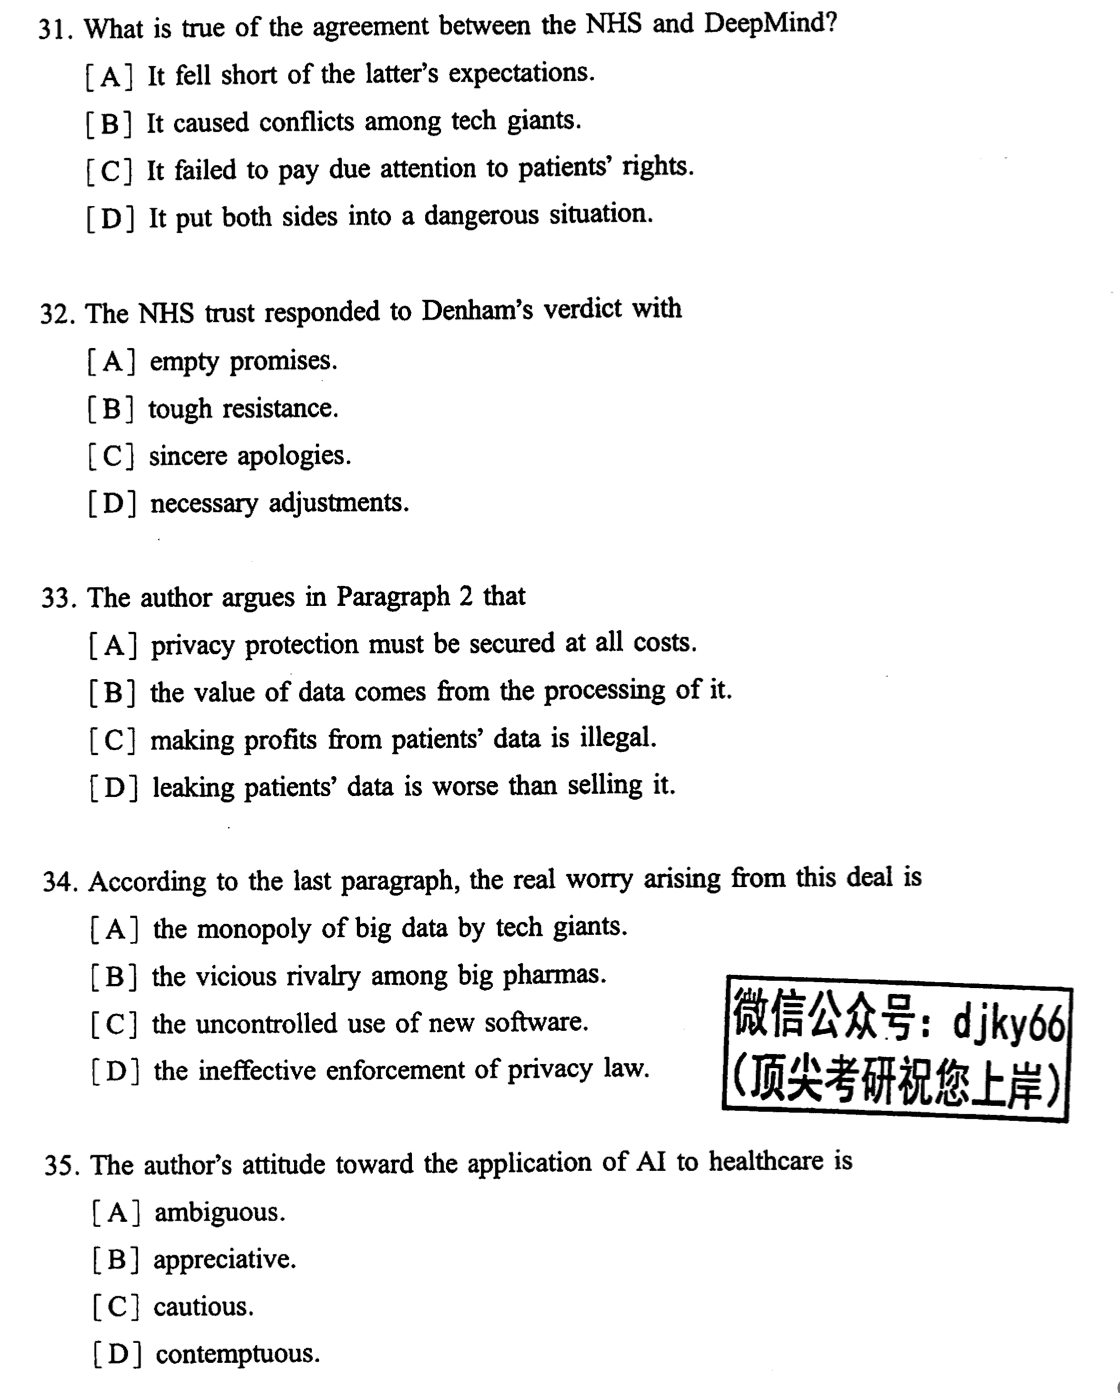 31. What is true of the agreement between the NHS and DeepMind?
[A] It fell short of the latter's expectations.
[B] It caused conflicts among tech giants.
[C] It failed to pay due attention to patients' rights.
[D] It put both sides into a dangerous situation.
32. The NHS trust responded to Denham's verdict with
[A] empty promises.
[B] tough resistance.
[C] sincere apologies.
[D] necessary adjustments.
33. The author argues in Paragraph 2 that
[A] privacy protection must be secured at all costs.
[B] the value of data comes from the processing of it.
[C] making profits from patients' data is illegal.
[D] leaking patients' data is worse than selling it.
34. According to the last paragraph, the real worry arising from this deal is
[A] the monopoly of big data by tech giants.
[B] the vicious rivalry among big pharmas.
[C] the uncontrolled use of new software.
[D] the ineffective enforcement of privacy law.
微信公众号: djky66
(顶尖考研祝您上岸)
35. The author's attitude toward the application of AI to healthcare is
[A] ambiguous.
[B] appreciative.
[C] cautious.
[D] contemptuous.